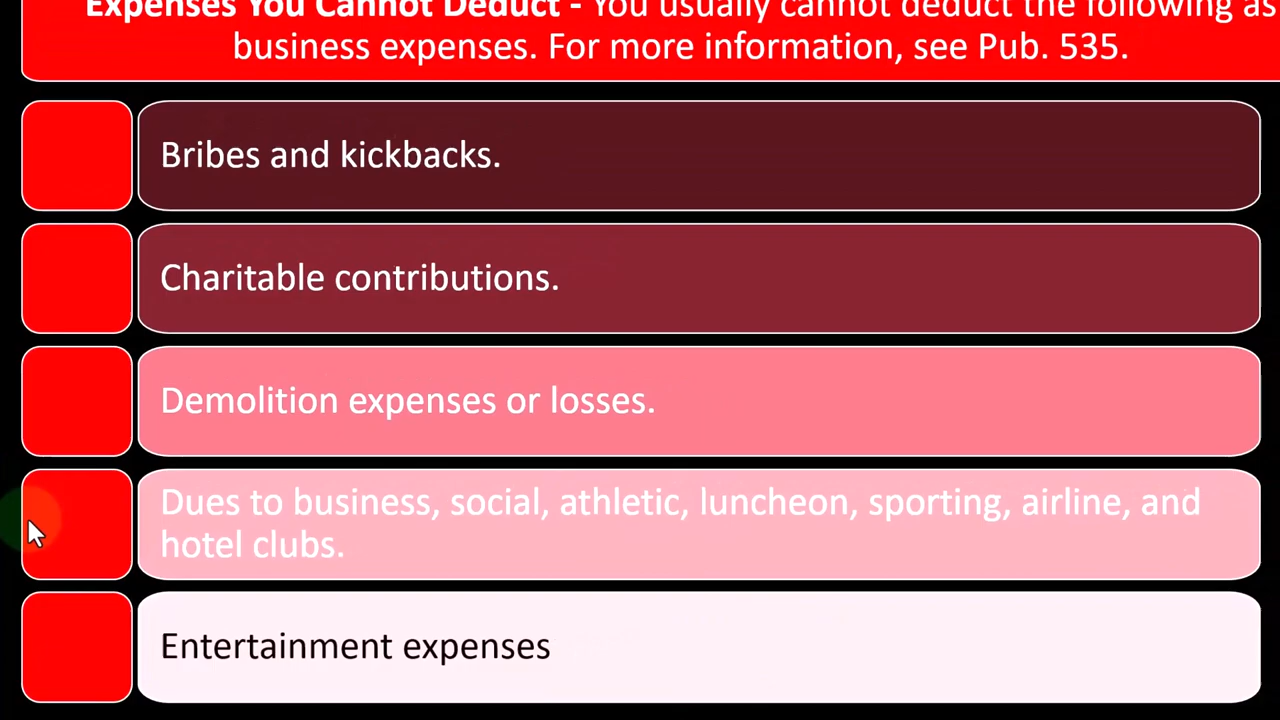 Expenses You Cannot Deduct - You usually cannot deduct the following as
business expenses. For more information, see Pub. 535.
Bribes and kickbacks.
Charitable contributions.
Demolition expenses or losses.
Dues to business, social, athletic, luncheon, sporting, airline, and
hotel clubs.
Entertainment expenses